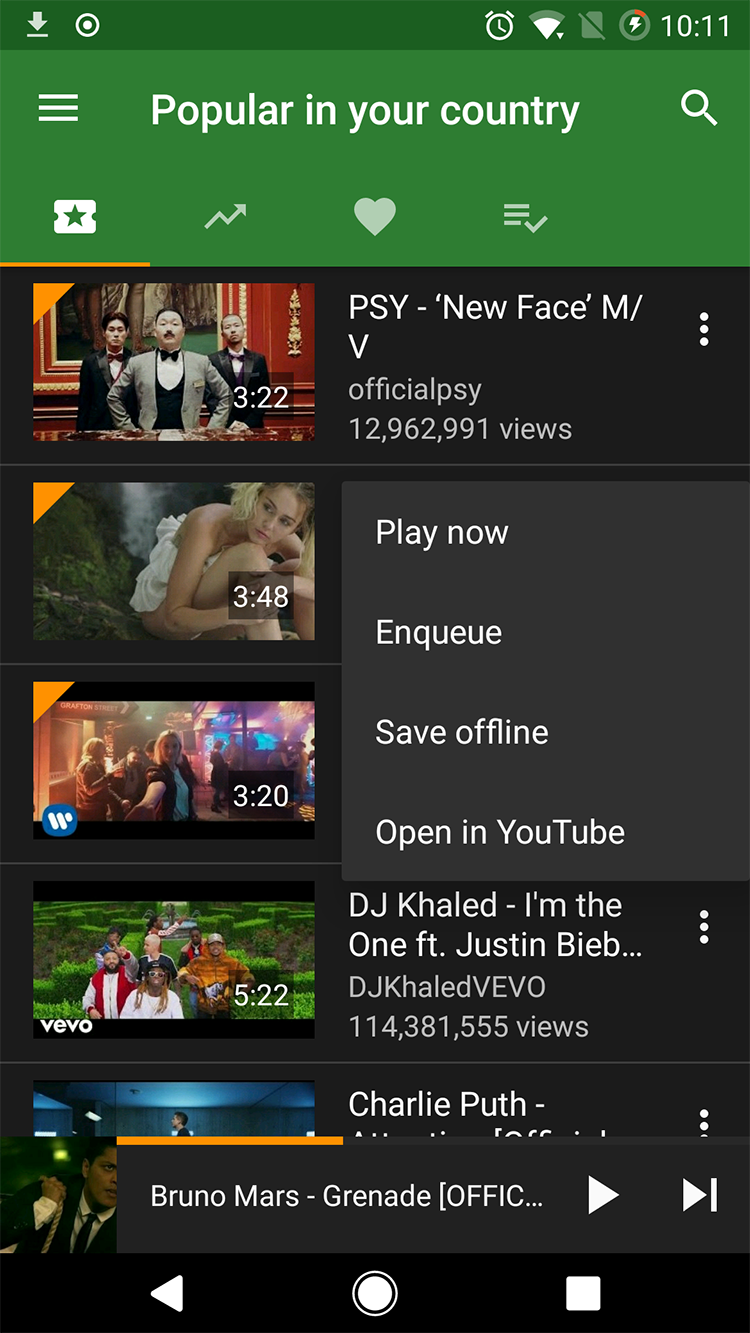 10:11
Popular in your country
PSY - ‘New Face’ M/
V
officialpsy
12,962,991 views
3:22
3:48
Play now
Enqueue
Save offline
Open in YouTube
GRAFTON STREET
3:20
DJ Khaled - I'm the
One ft. Justin Bieb...
DJKhaledVEVO
114,381,555 views
5:22
vevo
Charlie Puth -
Bruno Mars - Grenade [OFFIC...